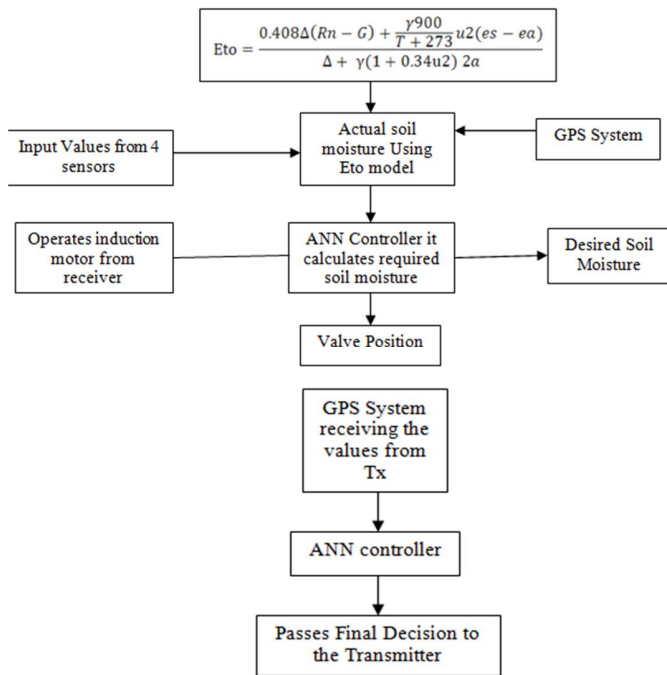 Eto = 0.408Δ(Rn − G) + γ900 / T + 273 u2(es − ea) / Δ + γ(1 + 0.34u2) 2a
Actual soil
moisture Using
Eto model
GPS System
Input Values from 4
sensors
Operates induction
motor from
receiver
ANN Controller it
calculates required
soil moisture
Desired Soil
Moisture
Valve Position
GPS System
receiving the
values from
Tx
ANN controller
Passes Final Decision to
the Transmitter